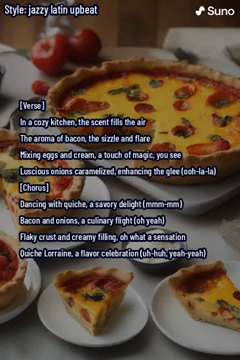 Style: jazzy latin upbeat
Suno
[Verse]
In a cozy kitchen, the scent fills the air
The aroma of bacon, the sizzle and flare
Mixing eggs and cream, a touch of magic, you see
Luscious onions caramelized, enhancing the glee (ooh-la-la)
[Chorus]
Dancing with quiche, a savory delight (mmm-mm)
Bacon and onions, a culinary flight (oh yeah)
Flaky crust and creamy filling, oh what a sensation
Quiche Lorraine, a flavor celebration (uh-huh, yeah-yeah)